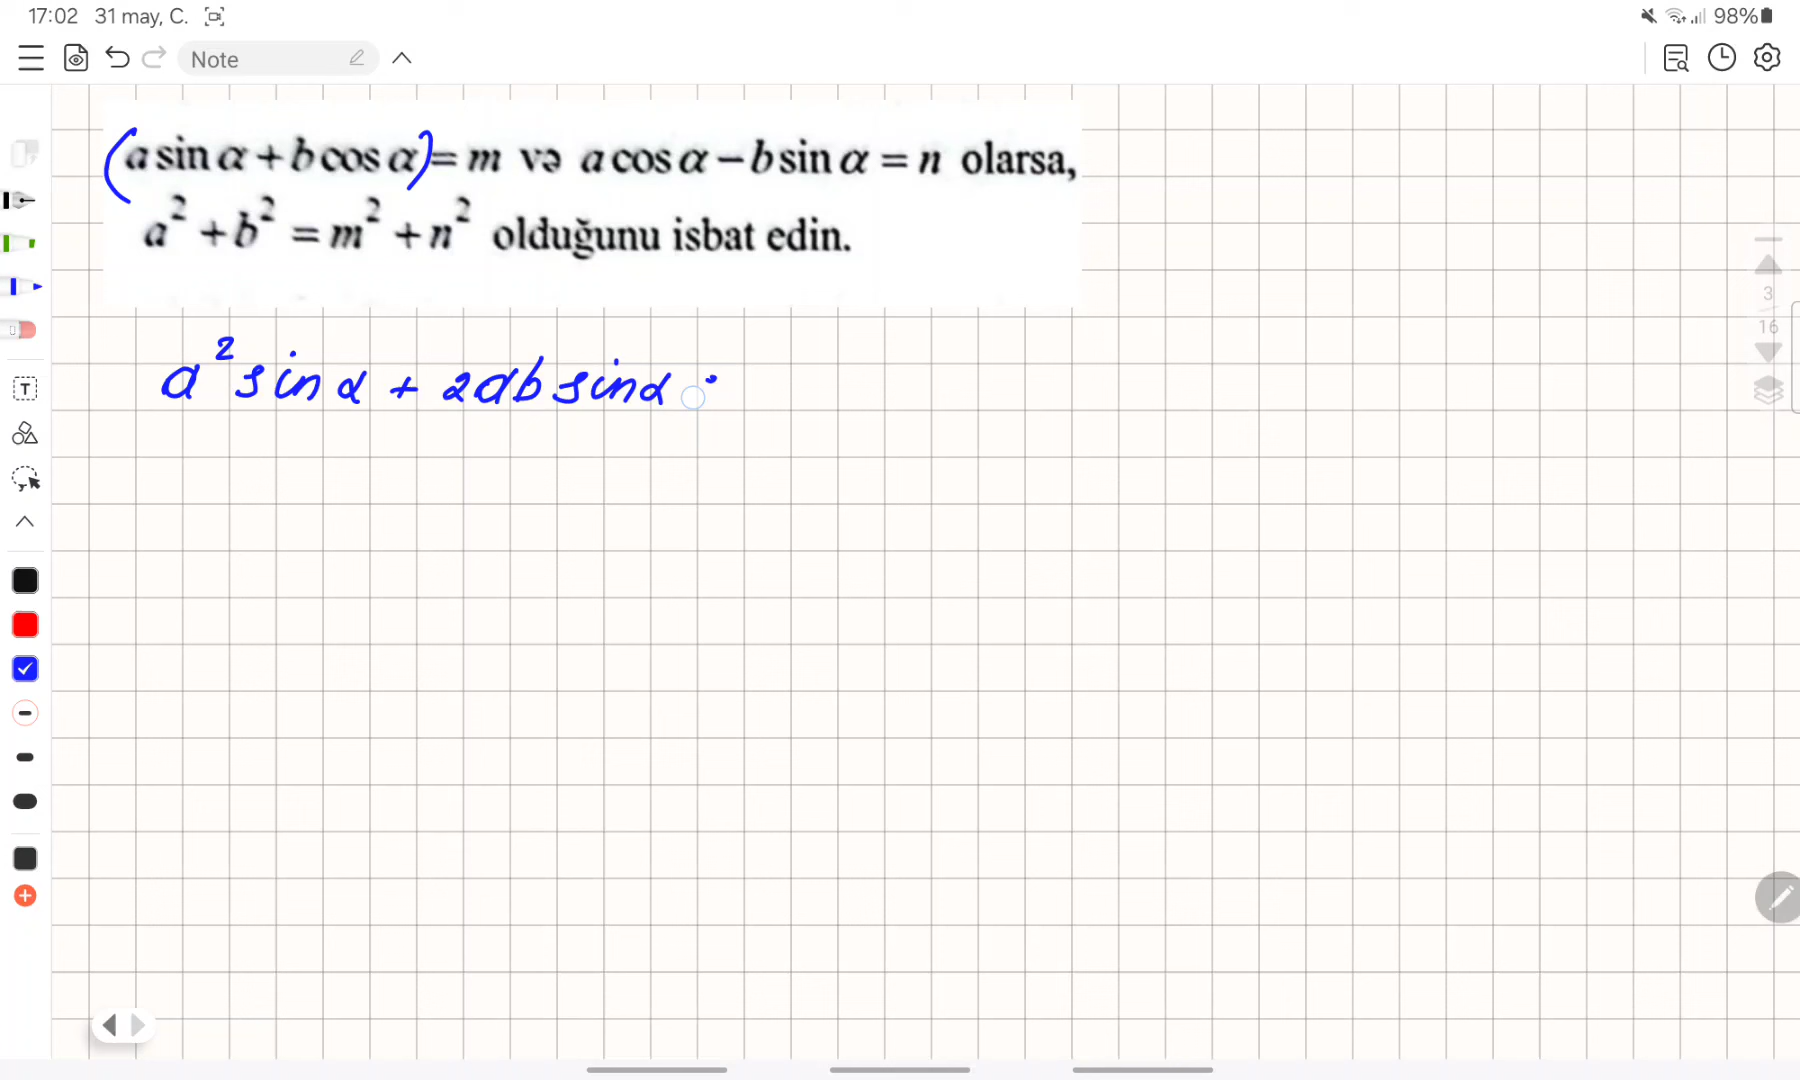 17:02 31 may, C. 98%
Note
(a sin α + b cos α) = m və a cos α − b sin α = n olarsa,
a² + b² = m² + n² olduğunu isbat edin.
a² sin α + 2ab sin α ·
3
16
T